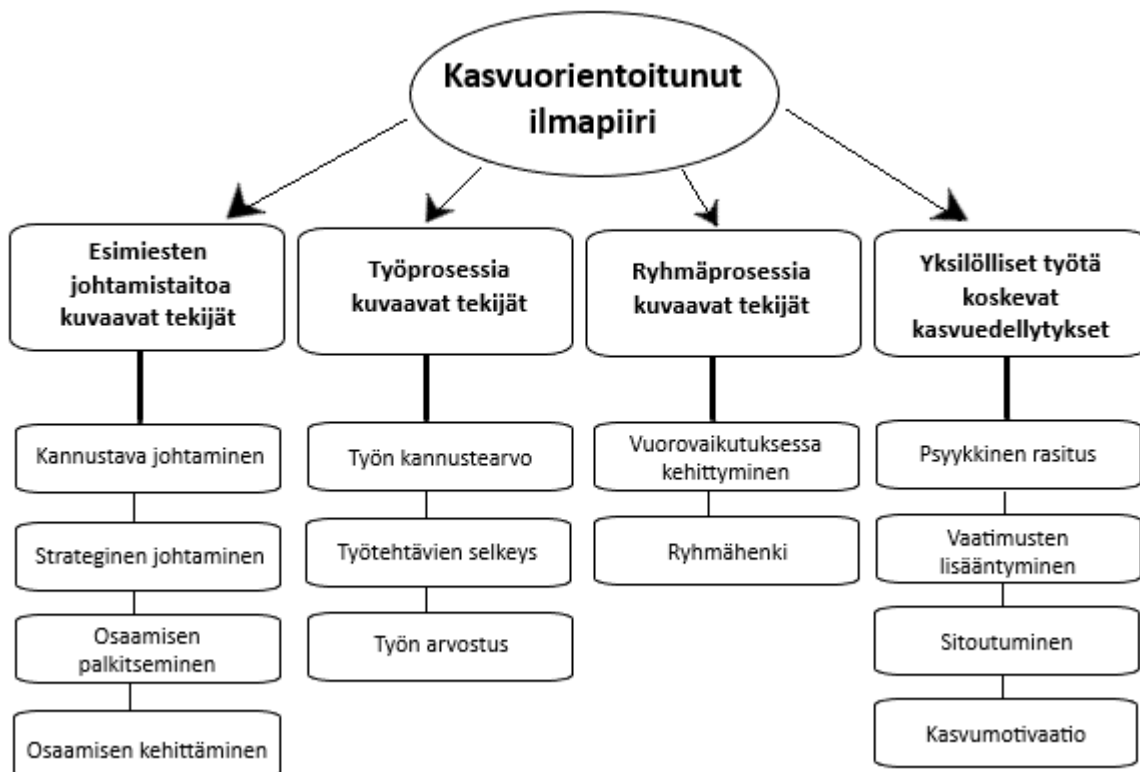 Kasvuorientoitunut
ilmapiiri
Esimiesten
johtamistaitoa
kuvaavat tekijät
Työprosessia
kuvaavat tekijät
Ryhmäprosessia
kuvaavat tekijät
Yksilölliset työtä
koskevat
kasvuedellytykset
Kannustava johtaminen
Strateginen johtaminen
Osaamisen
palkitseminen
Osaamisen kehittäminen
Työn kannustearvo
Työtehtävien selkeys
Työn arvostus
Vuorovaikutuksessa
kehittyminen
Ryhmähenki
Psyykkinen rasitus
Vaatimusten
lisääntyminen
Sitoutuminen
Kasvumotivaatio